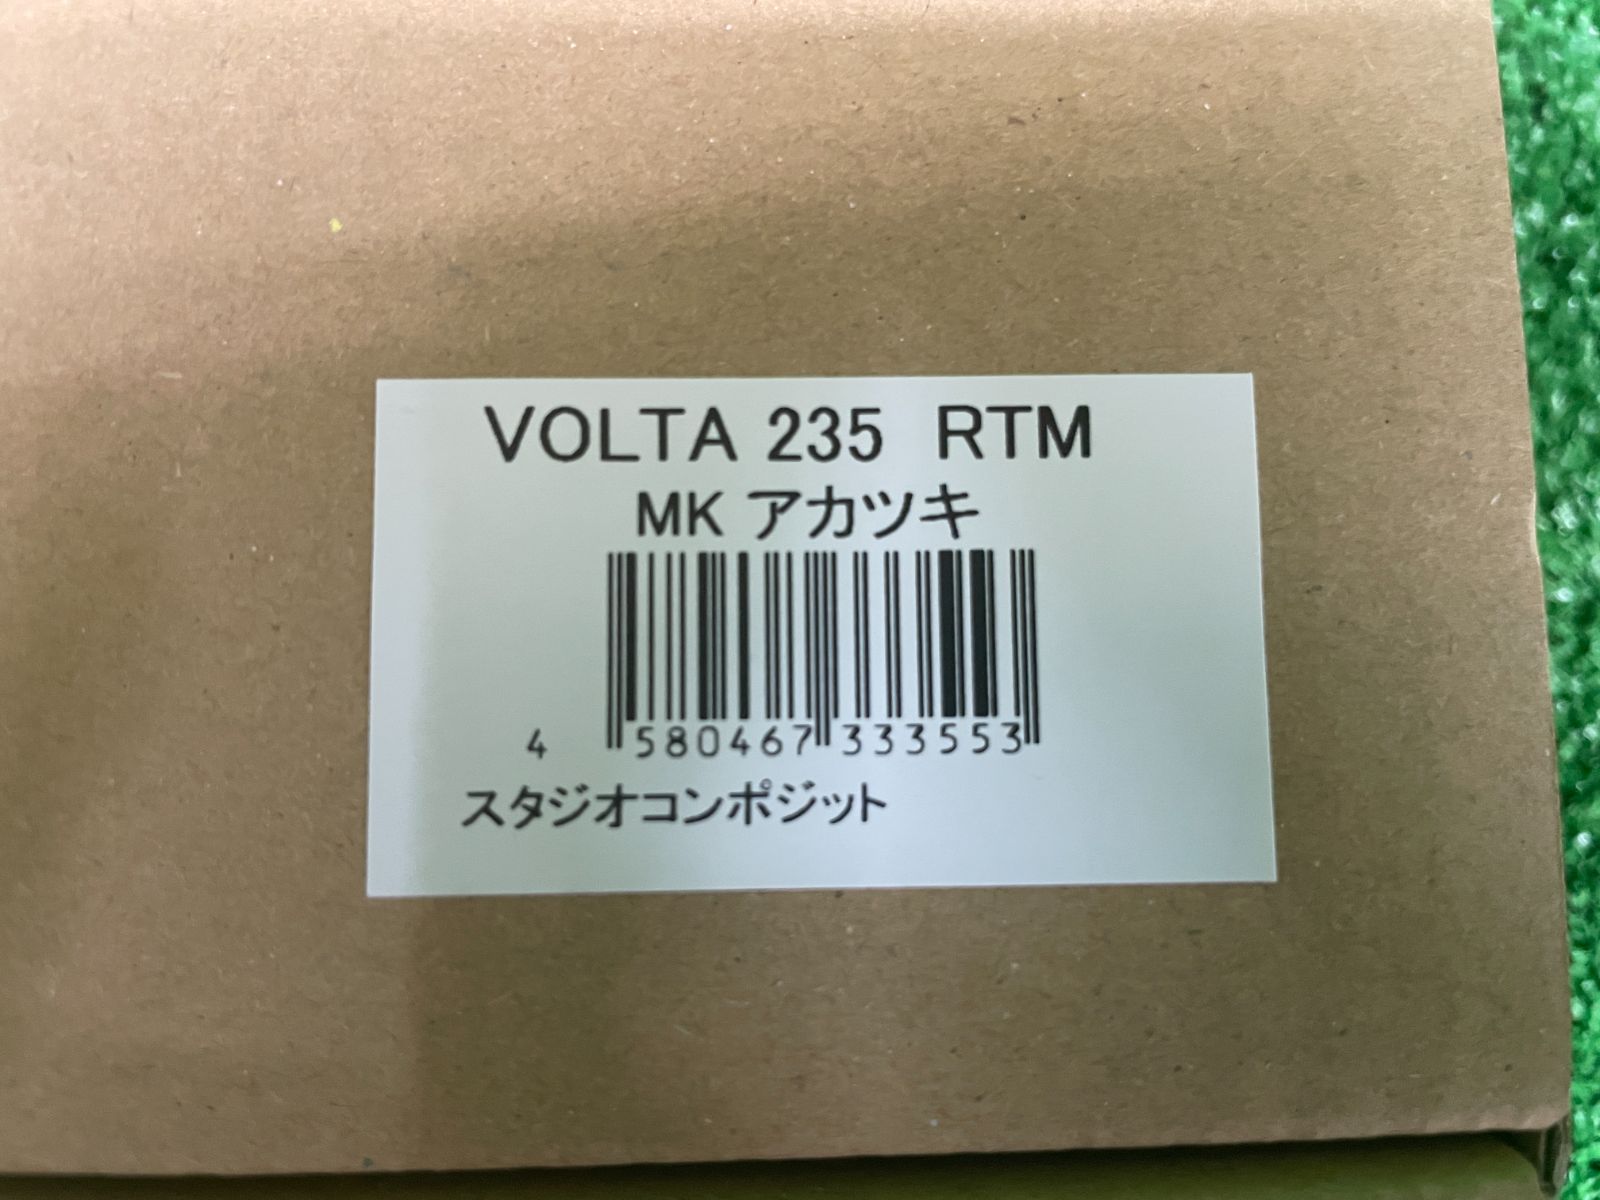 VOLTA 235 RTM
MK アカツキ
4 580467 333553
スタジオコンポジット